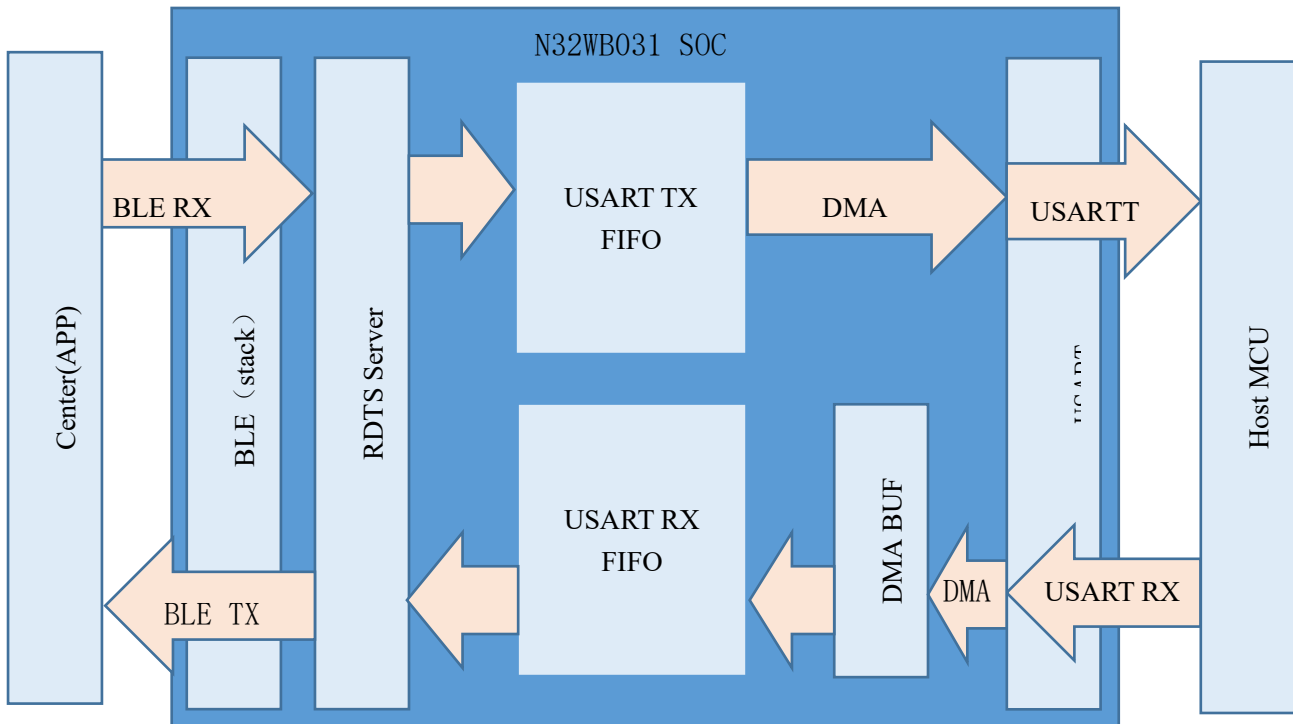 N32WB031 SOC
Center(APP)
BLE（stack）
RDTS Server
BLE RX
USART TX
FIFO
DMA
USARTT
Host MCU
USART RX
FIFO
DMA BUF
DMA
USART RX
BLE TX